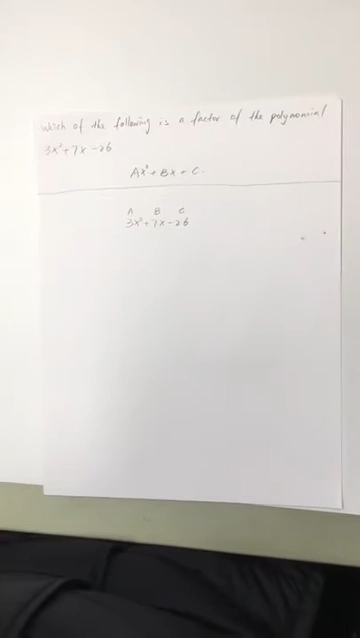 which of the following is a factor of the polynomial
3x²+7x-26
Ax²+Bx+C.
A B C
3x²+7x-26